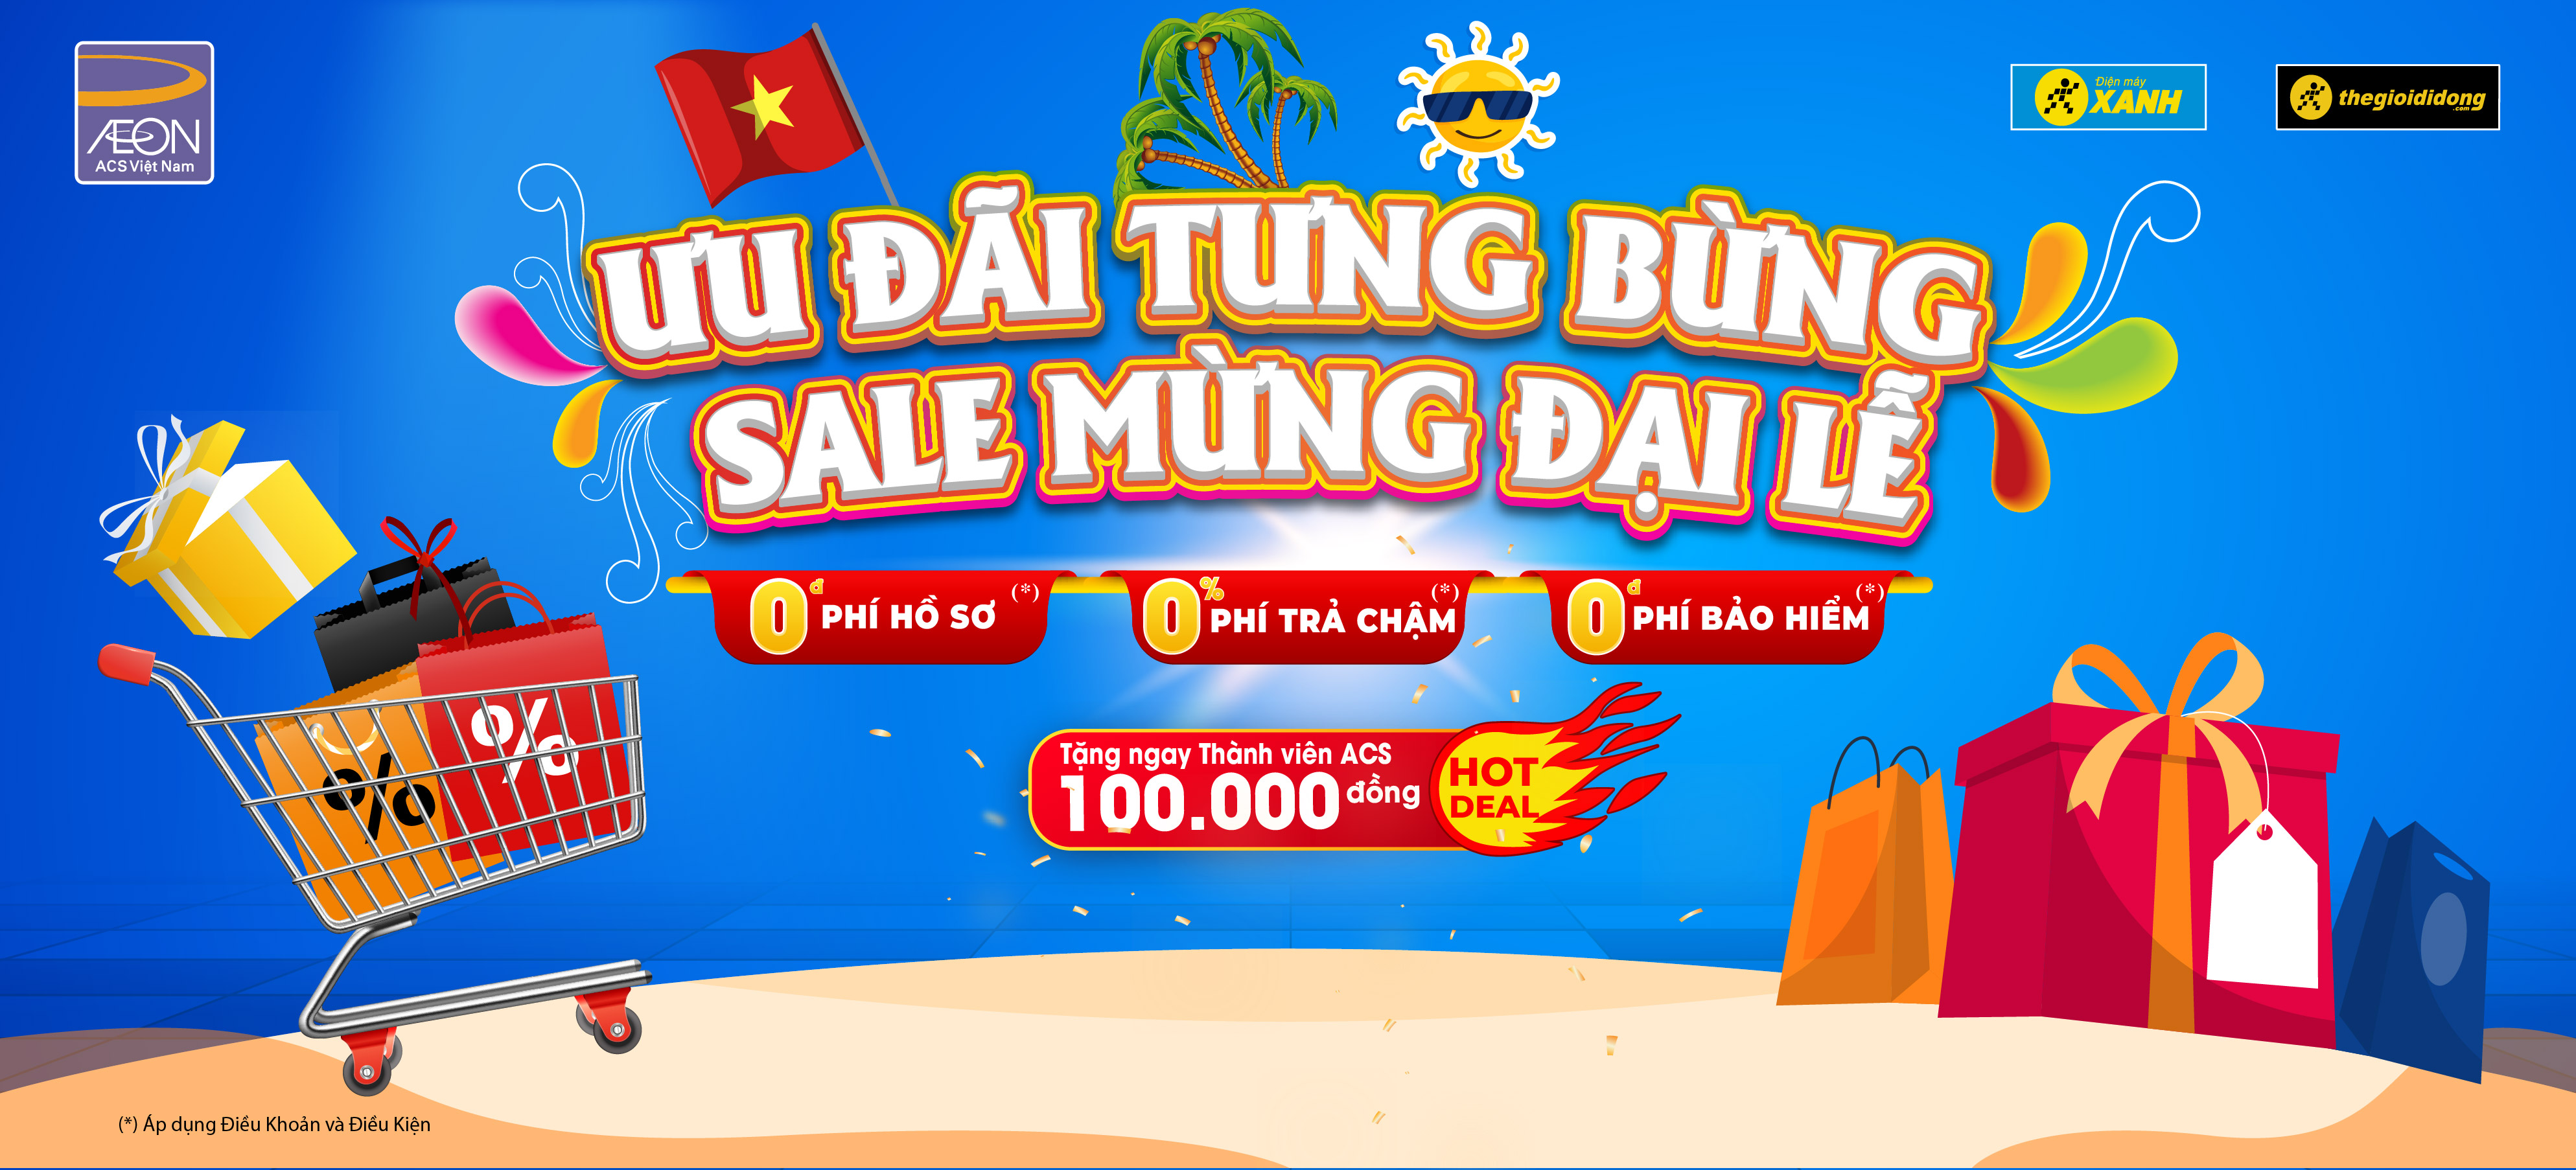 ÆON
ACS Việt Nam
Điện máy
XANH
thegioididong
.com
ƯU ĐÃI TƯNG BỪNG
SALE MỪNG ĐẠI LỄ
0đ PHÍ HỒ SƠ (*)
0% PHÍ TRẢ CHẬM (*)
0đ PHÍ BẢO HIỂM (*)
Tặng ngay Thành viên ACS
100.000 đồng
HOT
DEAL
%
%
(*) Áp dụng Điều Khoản và Điều Kiện